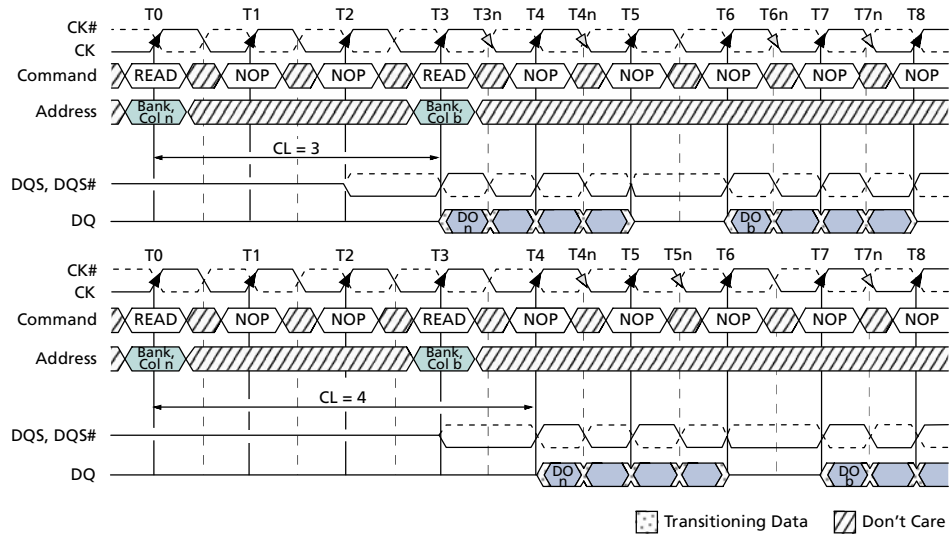 T0 T1 T2 T3 T3n T4 T4n T5 T6 T6n T7 T7n T8
CK#
CK
Command READ NOP NOP READ NOP NOP NOP NOP NOP
Address Bank, Col n Bank, Col b
CL = 3
DQS, DQS#
DQ DO n DO b
T0 T1 T2 T3 T4 T4n T5 T5n T6 T7 T7n T8
CK#
CK
Command READ NOP NOP READ NOP NOP NOP NOP NOP
Address Bank, Col n Bank, Col b
CL = 4
DQS, DQS#
DQ DO n DO b
Transitioning Data Don't Care